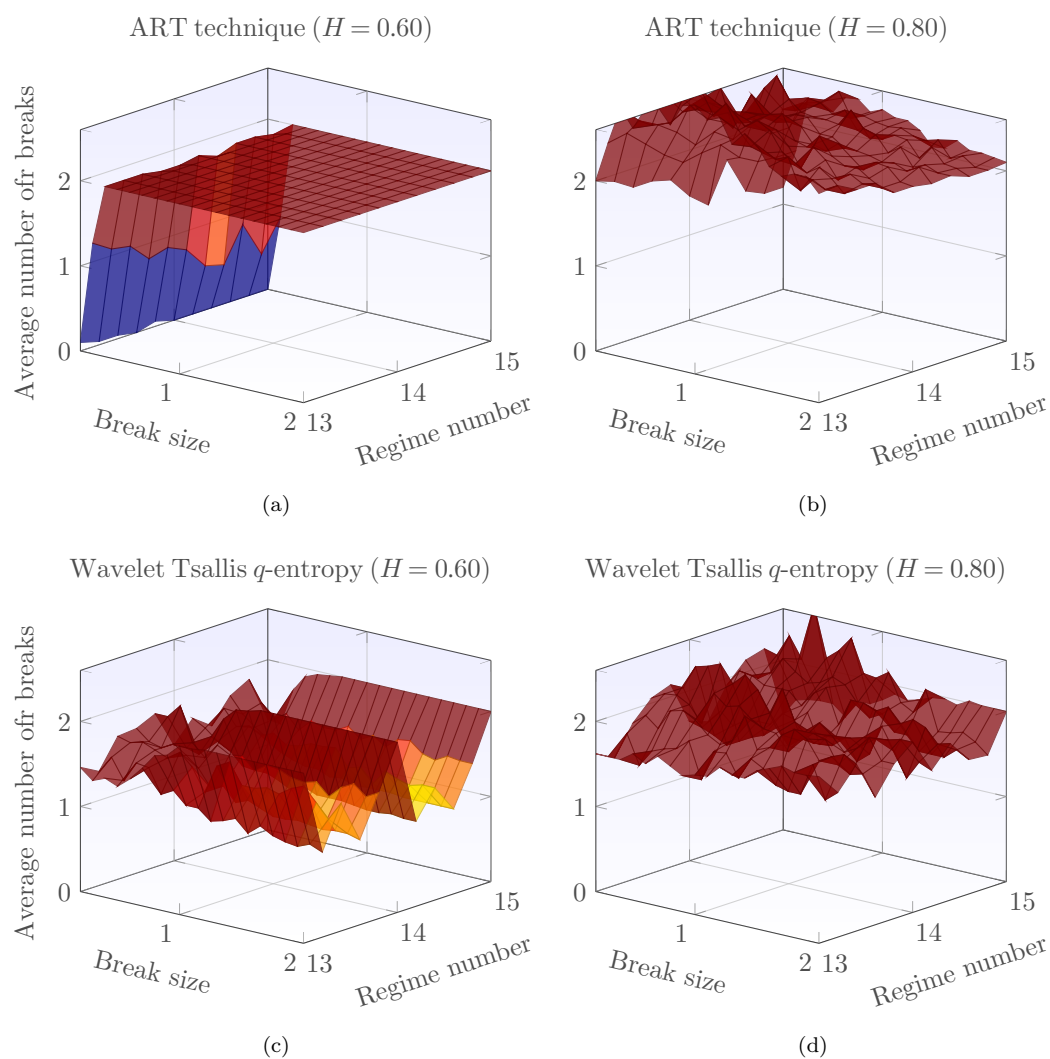 ART technique (H = 0.60)
ART technique (H = 0.80)
Average number ofr breaks
2
1
0
1
2
13
14
15
Break size
Regime number
2
1
0
1
2
13
14
15
Break size
Regime number
(a)
(b)
Wavelet Tsallis q-entropy (H = 0.60)
Wavelet Tsallis q-entropy (H = 0.80)
Average number ofr breaks
2
1
0
1
2
13
14
15
Break size
Regime number
2
1
0
1
2
13
14
15
Break size
Regime number
(c)
(d)